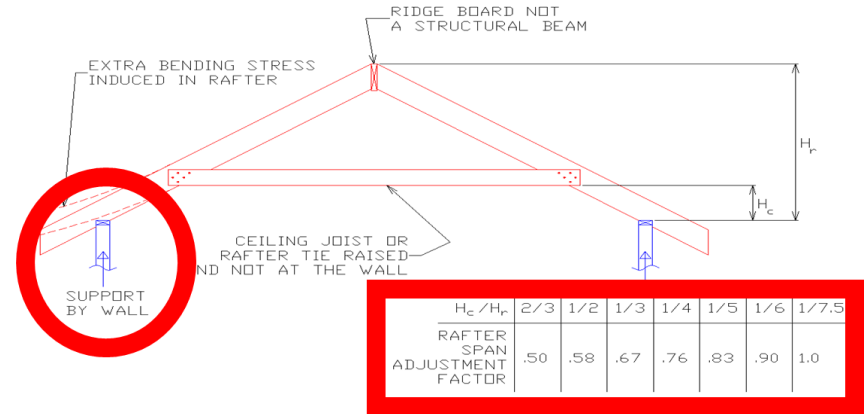 RIDGE BOARD NOT
A STRUCTURAL BEAM
EXTRA BENDING STRESS
INDUCED IN RAFTER
Hr
Hc
CEILING JOIST OR
RAFTER TIE RAISED
ND NOT AT THE WALL
SUPPORT
BY WALL
Hc/Hr 2/3 1/2 1/3 1/4 1/5 1/6 1/7.5
RAFTER
SPAN
ADJUSTMENT
FACTOR
.50 .58 .67 .76 .83 .90 1.0